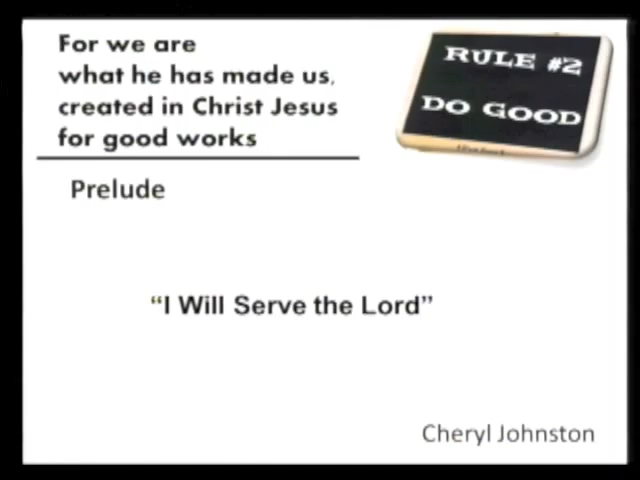 For we are
what he has made us,
created in Christ Jesus
for good works
RULE #2
DO GOOD
Prelude
“I Will Serve the Lord”
Cheryl Johnston